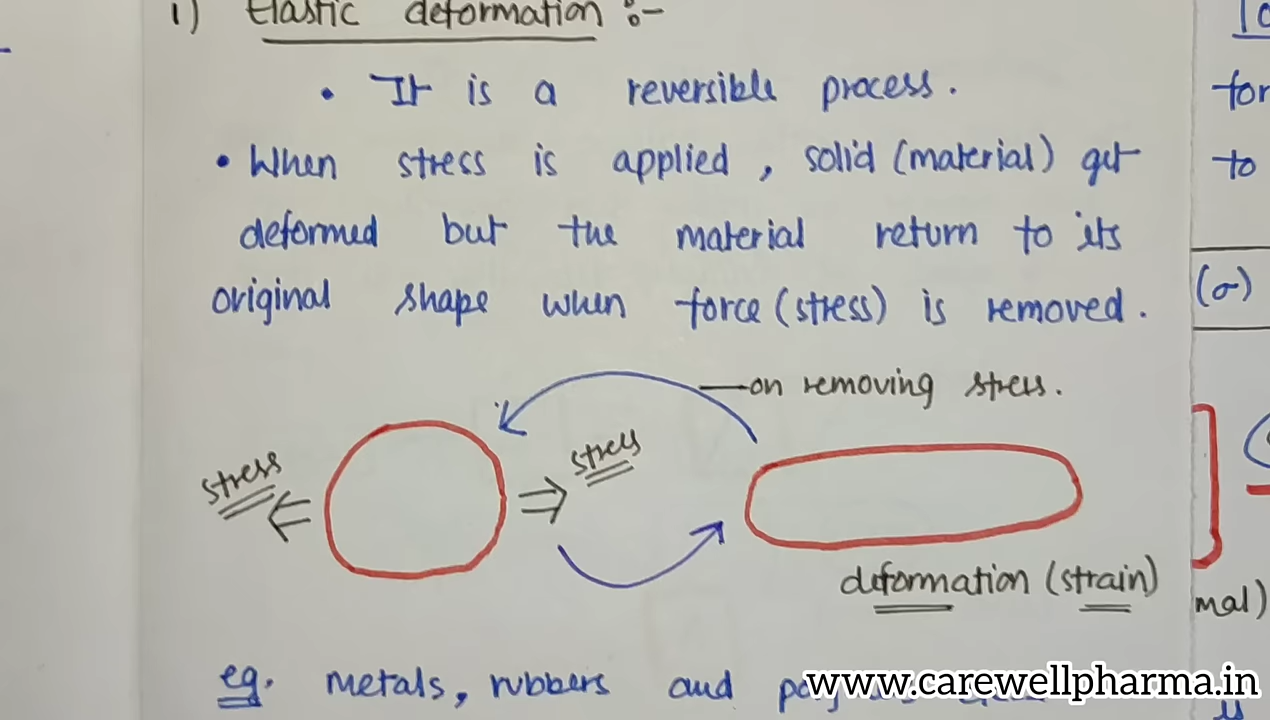 1) Elastic deformation :-
• It is a reversible process.
• When stress is applied, solid (material) get
deformed but the material return to its
original shape when force (stress) is removed.
—on removing stress.
stress
stress
deformation (strain)
eg. metals, rubbers and
www.carewellpharma.in
for
to
(σ)
mal)